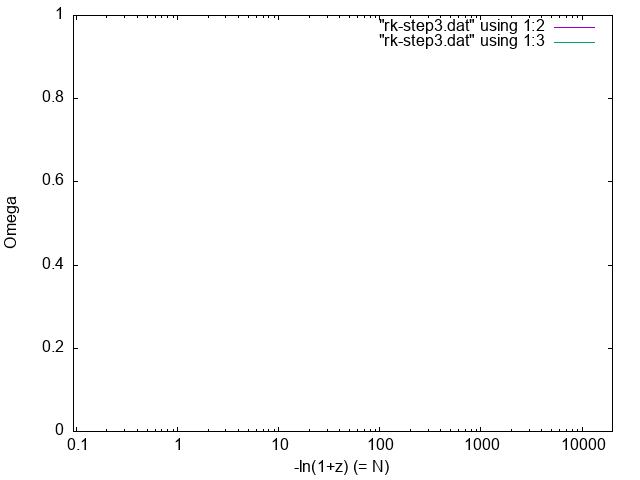 "rk-step3.dat" using 1:2
"rk-step3.dat" using 1:3
1
0.8
0.6
0.4
0.2
0
Omega
0.1 1 10 100 1000 10000
-ln(1+z) (= N)